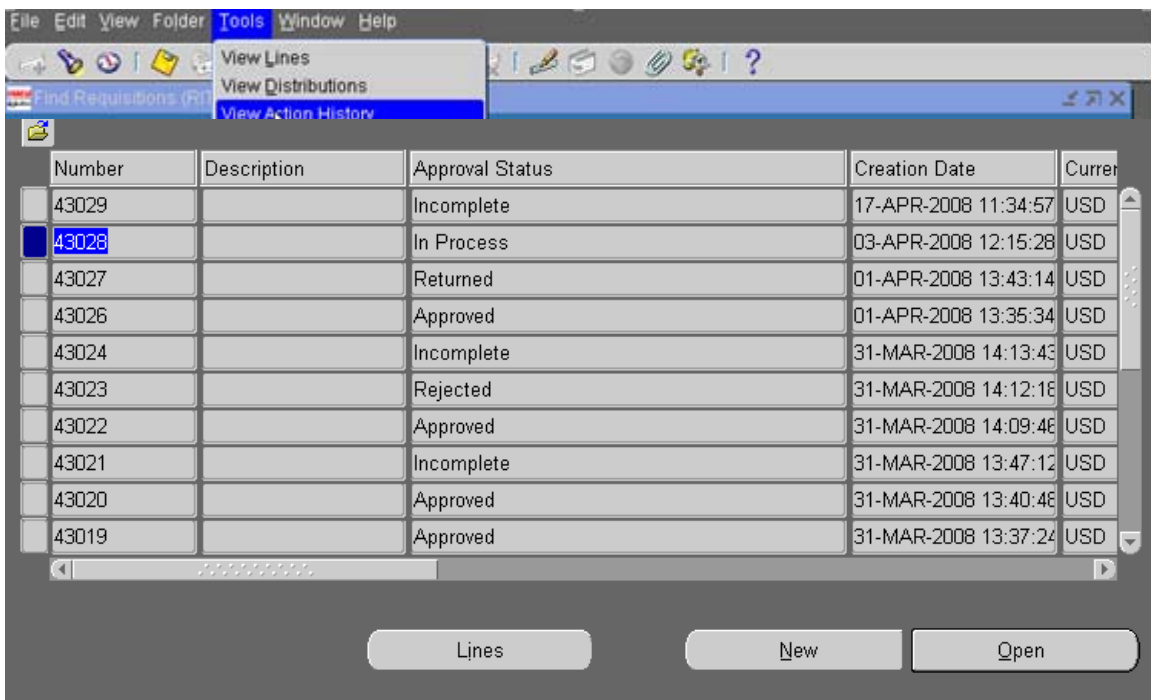 File Edit View Folder Tools Window Help
View Lines
View Distributions
Find Requisitions (RIT
View Action History
Number Description Approval Status Creation Date Curren
43029 Incomplete 17-APR-2008 11:34:57 USD
43028 In Process 03-APR-2008 12:15:28 USD
43027 Returned 01-APR-2008 13:43:14 USD
43026 Approved 01-APR-2008 13:35:34 USD
43024 Incomplete 31-MAR-2008 14:13:43 USD
43023 Rejected 31-MAR-2008 14:12:18 USD
43022 Approved 31-MAR-2008 14:09:46 USD
43021 Incomplete 31-MAR-2008 13:47:12 USD
43020 Approved 31-MAR-2008 13:40:48 USD
43019 Approved 31-MAR-2008 13:37:24 USD
Lines New Open